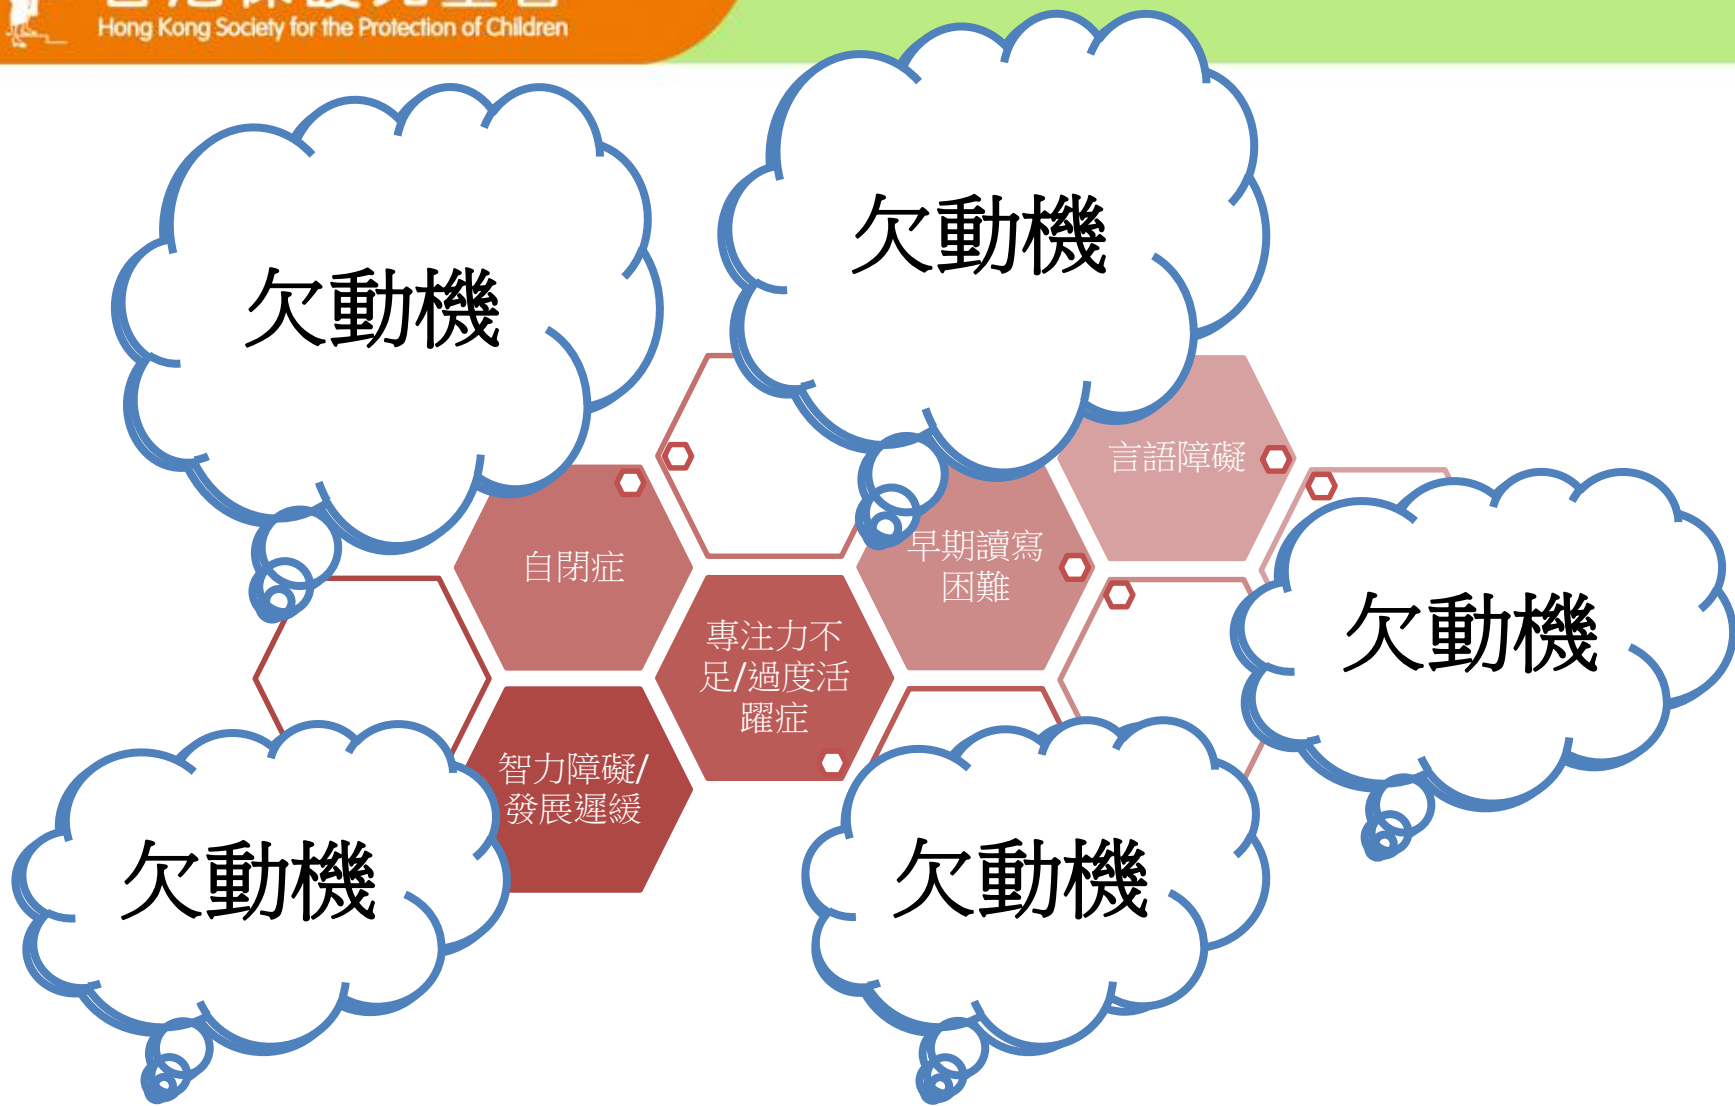 Hong Kong Society for the Protection of Children
欠動機
欠動機
言語障礙
自閉症
早期讀寫
困難
欠動機
專注力不
足/過度活
躍症
智力障礙/
發展遲緩
欠動機
欠動機